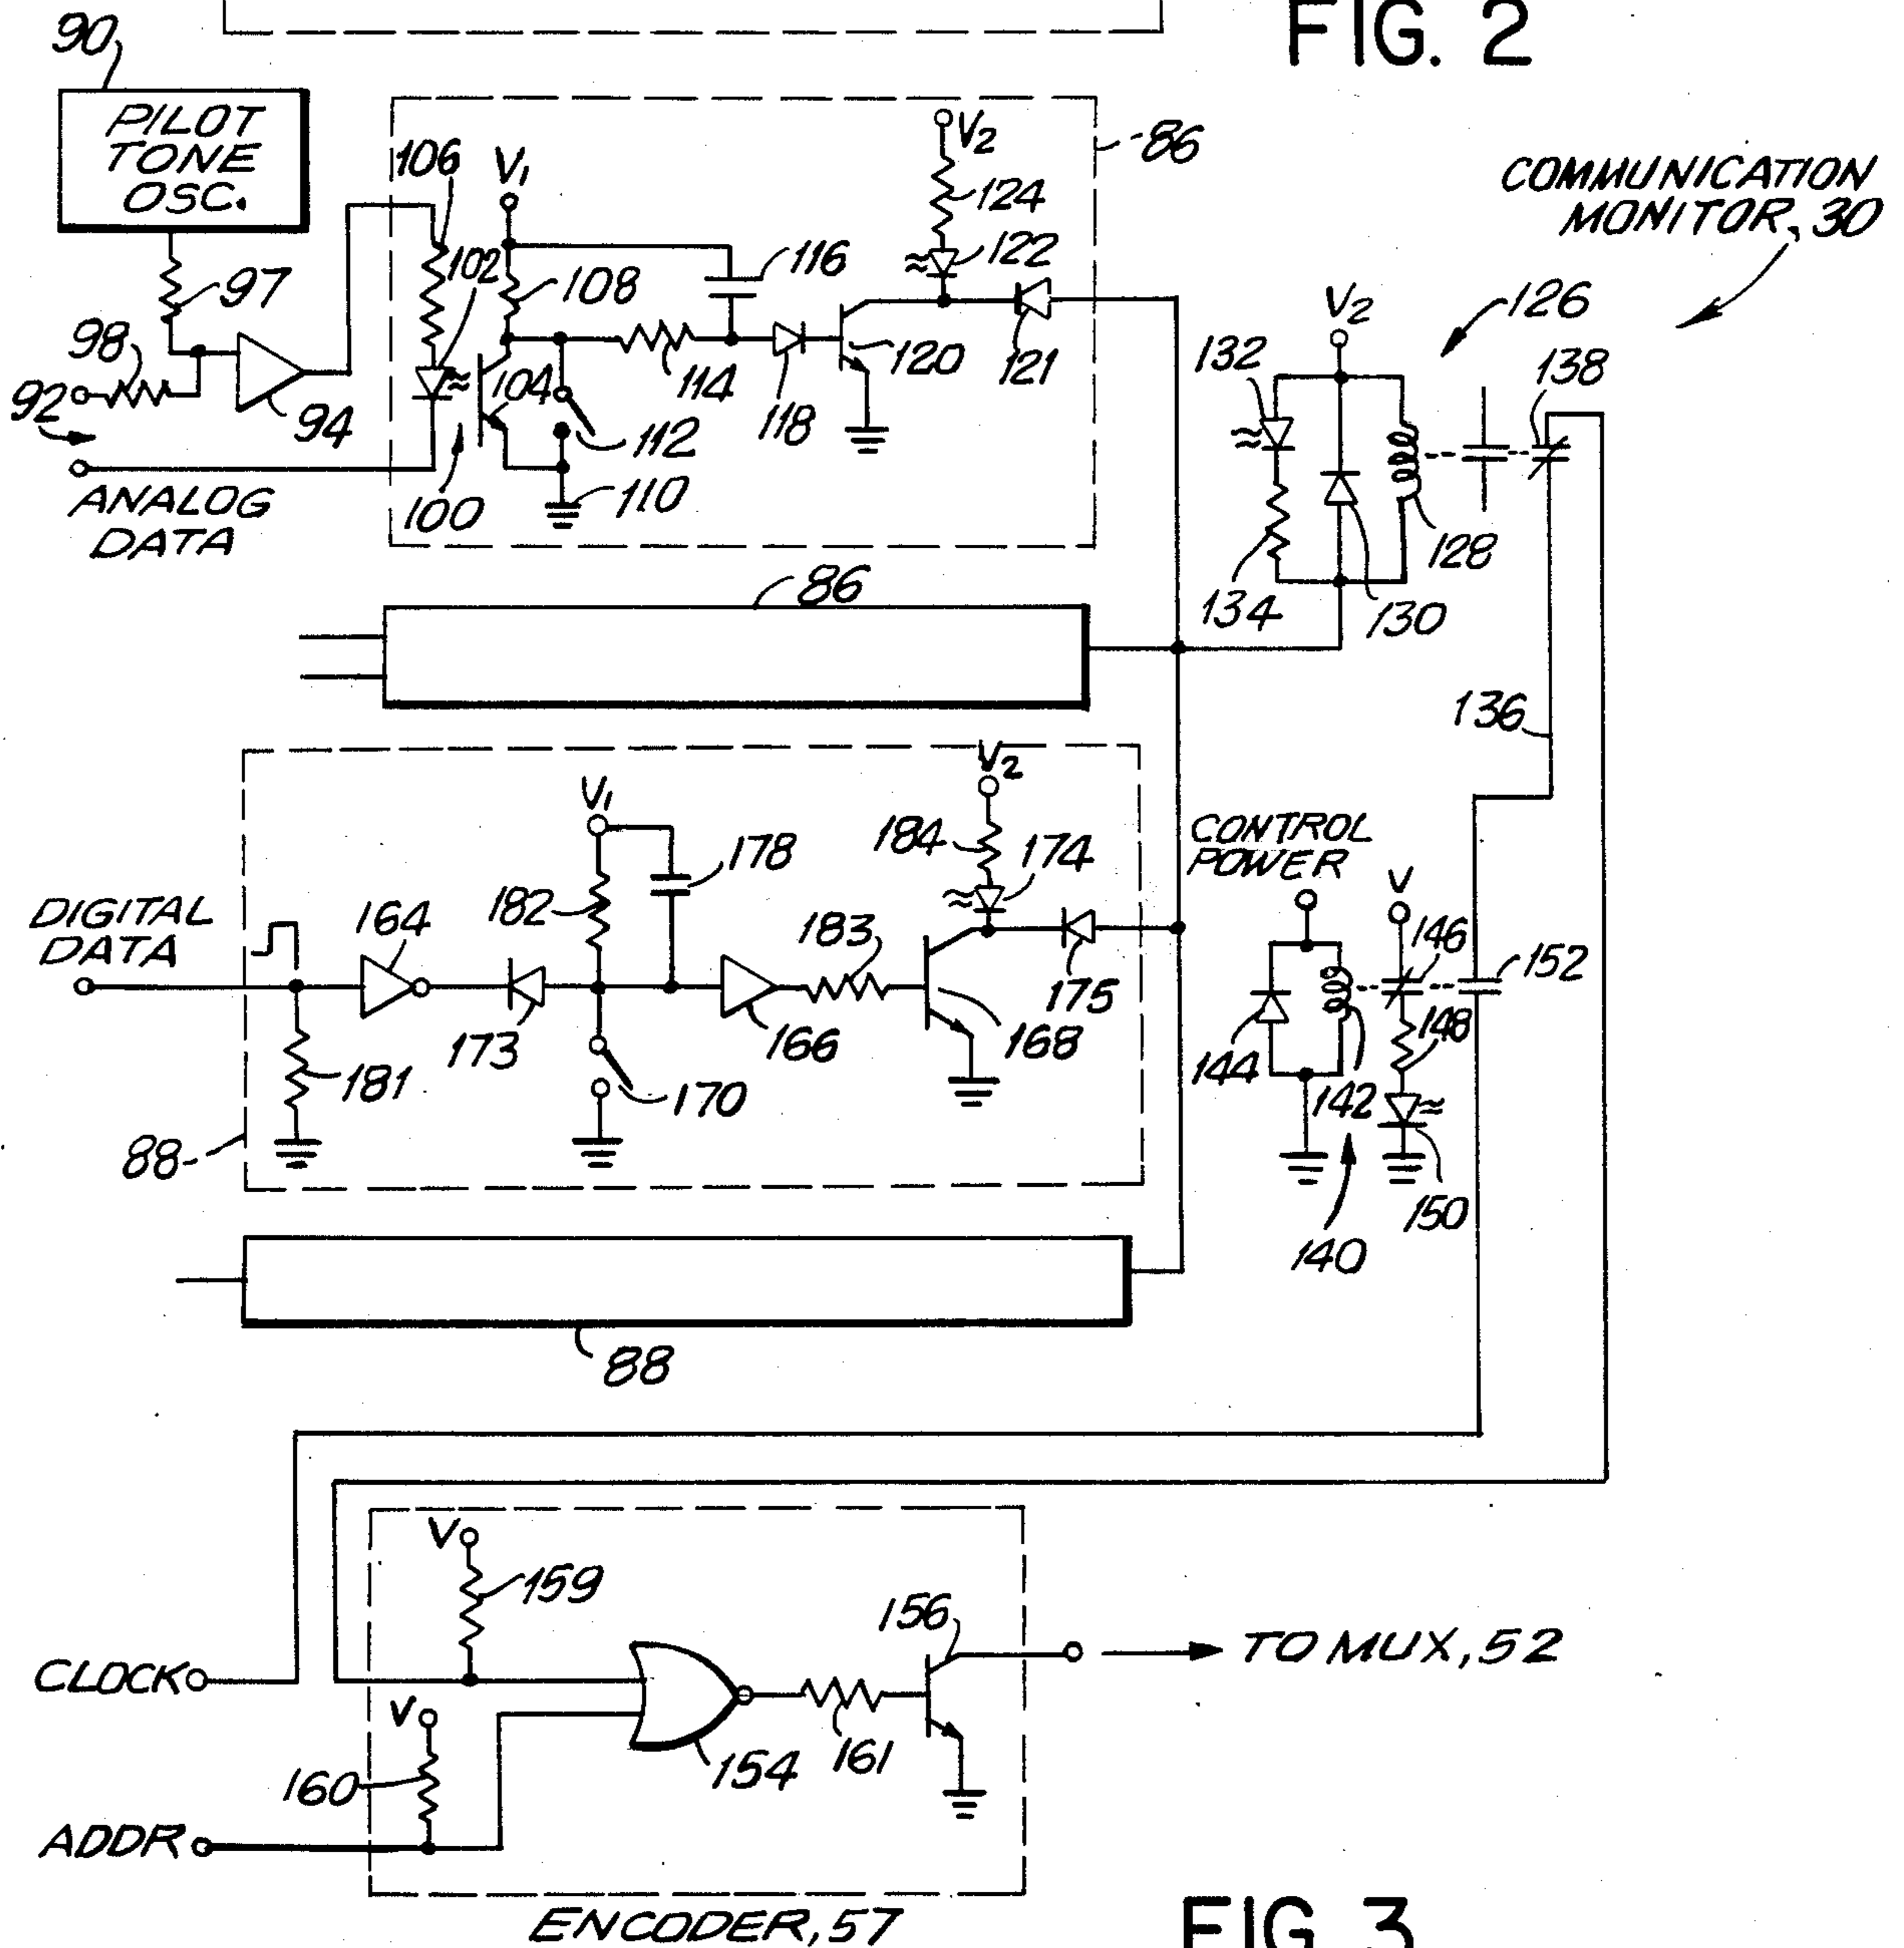 FIG. 2
90
PILOT
TONE
OSC.
106
V1
V2
86
COMMUNICATION
MONITOR, 30
124
102
122
116
97
108
126
V2
98
132
138
92
94
104
114
118
120
121
112
ANALOG
DATA
100
110
128
134
130
86
136
V1
V2
178
184
174
CONTROL
POWER
V
DIGITAL
DATA
164
182
183
146
152
173
166
168
175
144
148
181
170
142
88
150
140
88
V
159
156
TO MUX, 52
CLOCK
V
154
161
160
ADDR
ENCODER, 57
FIG. 3